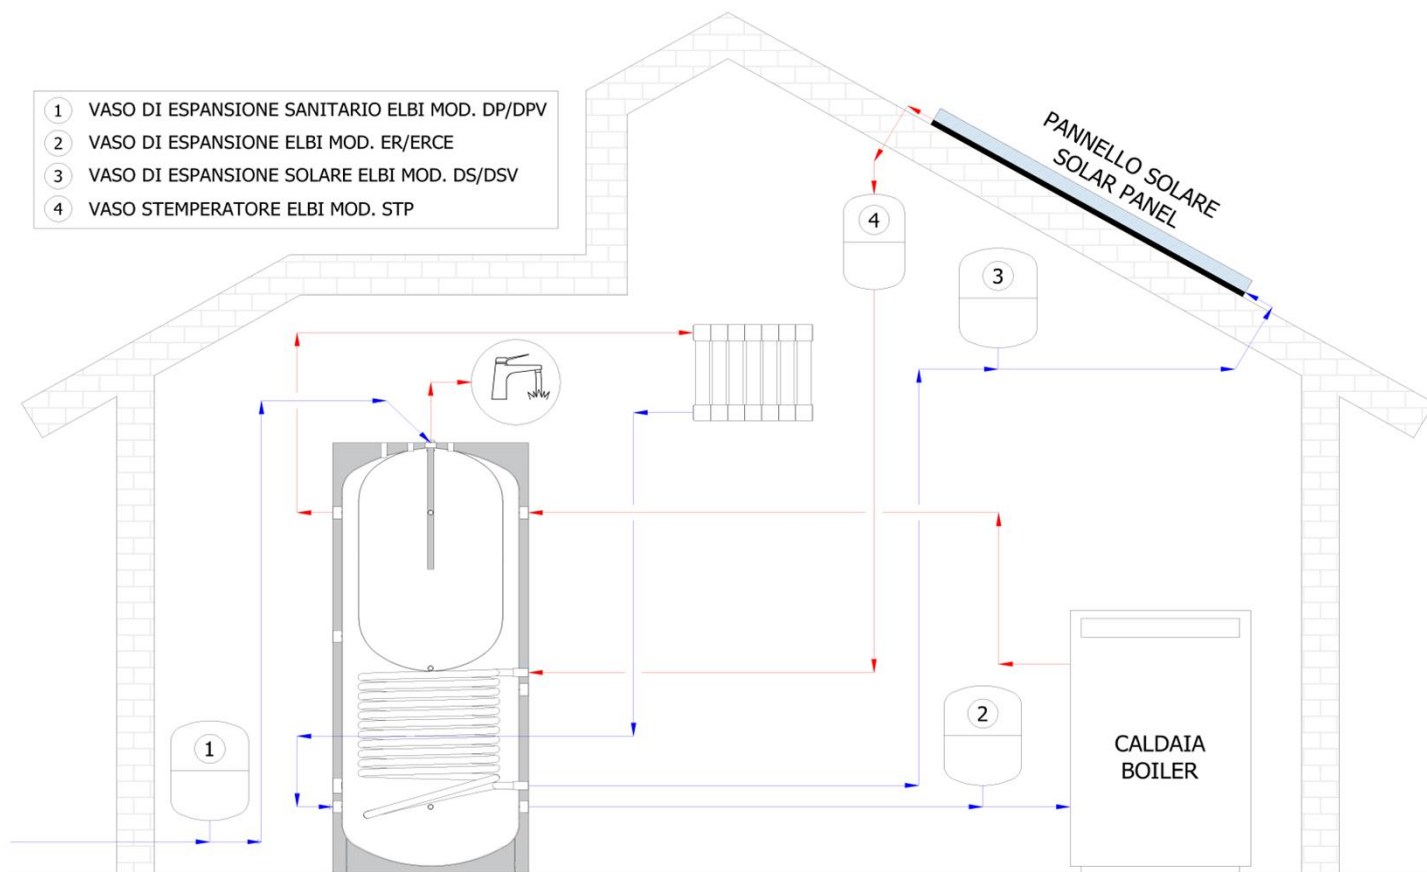 1 VASO DI ESPANSIONE SANITARIO ELBI MOD. DP/DPV
2 VASO DI ESPANSIONE ELBI MOD. ER/ERCE
3 VASO DI ESPANSIONE SOLARE ELBI MOD. DS/DSV
4 VASO STEMPERATORE ELBI MOD. STP
PANNELLO SOLARE
SOLAR PANEL
4
3
2
1
CALDAIA
BOILER